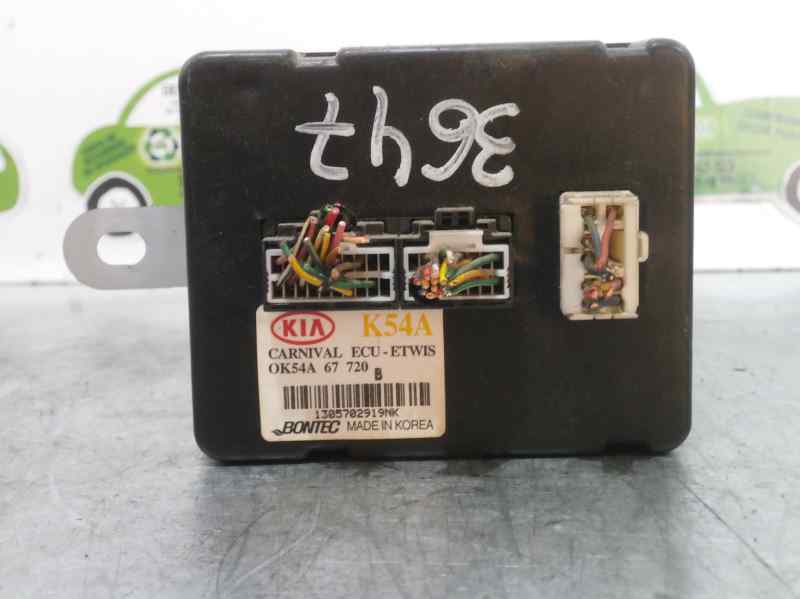 3647
KIA K54A
CARNIVAL ECU-ETWIS
OK54A 67 720 B
1305702919NK
BONTEC MADE IN KOREA